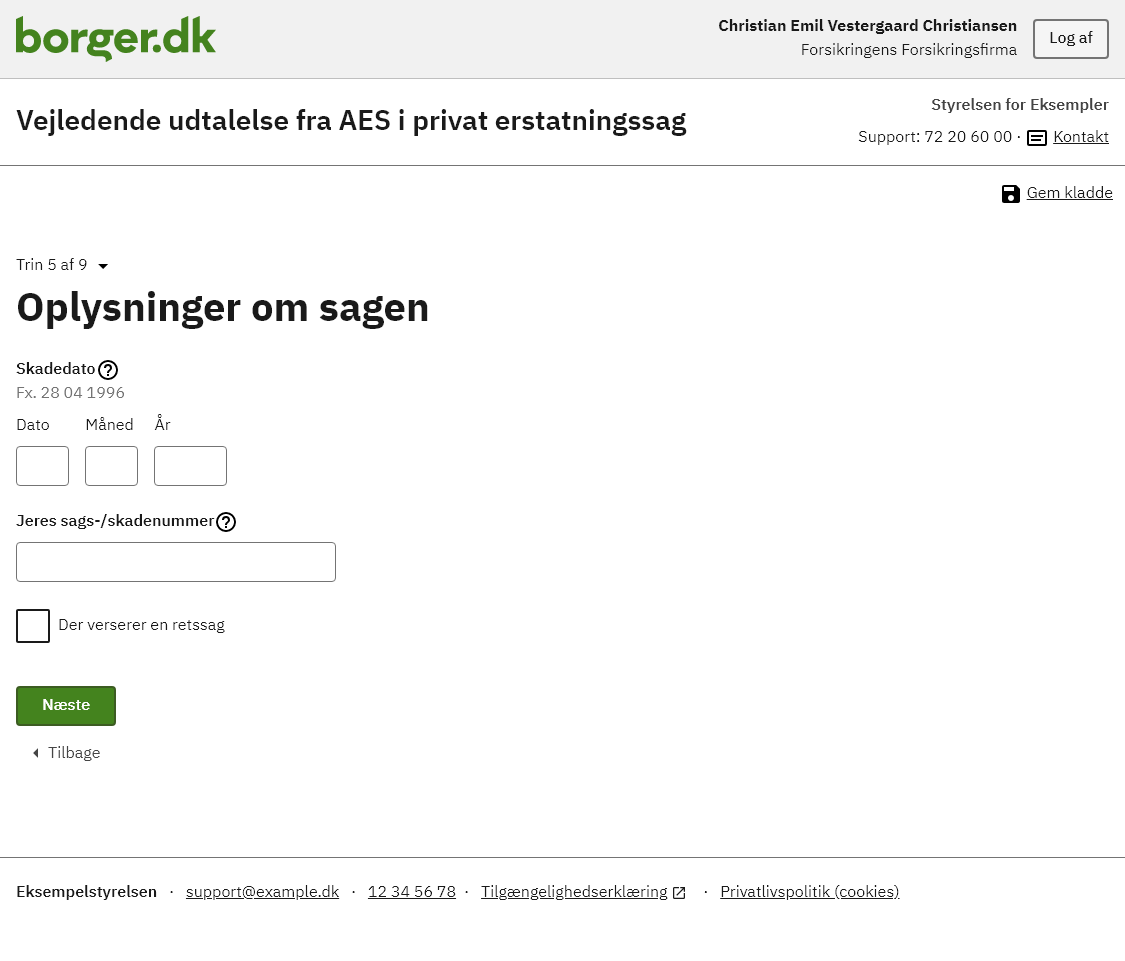 borger.dk
Christian Emil Vestergaard Christiansen
Forsikringens Forsikringsfirma
Log af
Vejledende udtalelse fra AES i privat erstatningssag
Styrelsen for Eksempler
Support: 72 20 60 00 · Kontakt
Gem kladde
Trin 5 af 9
Oplysninger om sagen
Skadedato
Fx. 28 04 1996
Dato Måned År
Jeres sags-/skadenummer
Der verserer en retssag
Næste
Tilbage
Eksempelstyrelsen · support@example.dk · 12 34 56 78 · Tilgængelighedserklæring · Privatlivspolitik (cookies)